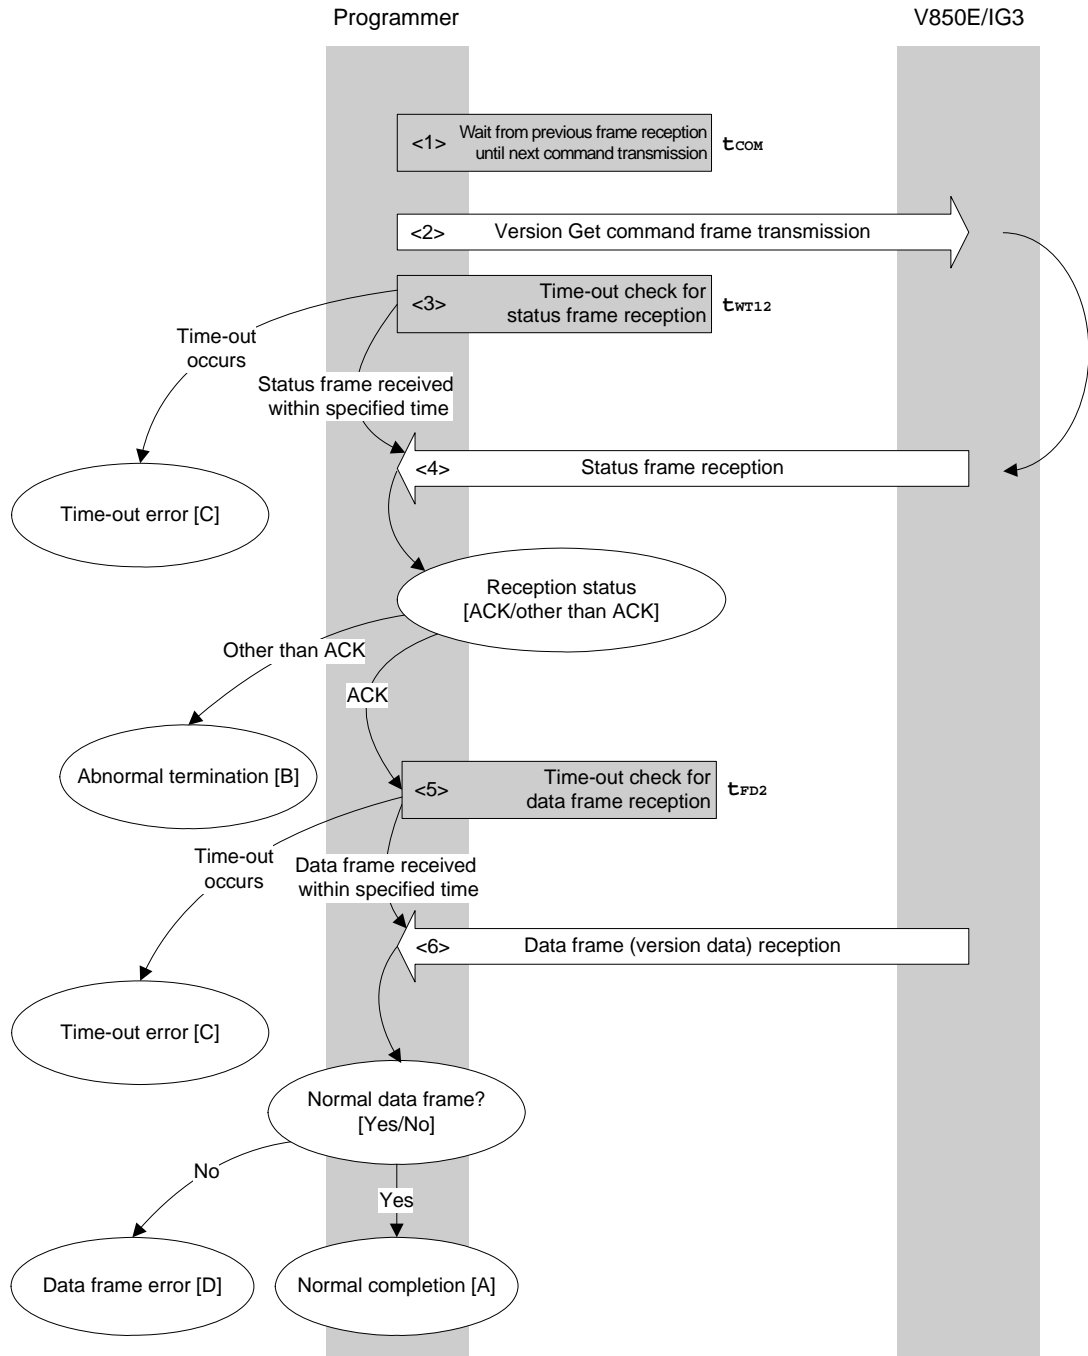 Programmer
V850E/IG3
<1>
Wait from previous frame reception
until next command transmission
tCOM
<2>
Version Get command frame transmission
<3>
Time-out check for
status frame reception
tWT12
Time-out
occurs
Status frame received
within specified time
<4>
Status frame reception
Time-out error [C]
Reception status
[ACK/other than ACK]
Other than ACK
ACK
Abnormal termination [B]
<5>
Time-out check for
data frame reception
tFD2
Time-out
occurs
Data frame received
within specified time
<6>
Data frame (version data) reception
Time-out error [C]
Normal data frame?
[Yes/No]
No
Yes
Data frame error [D]
Normal completion [A]